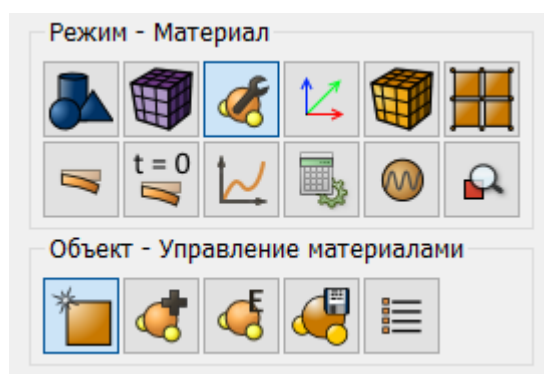 Режим - Материал
t = 0
Объект - Управление материалами
E